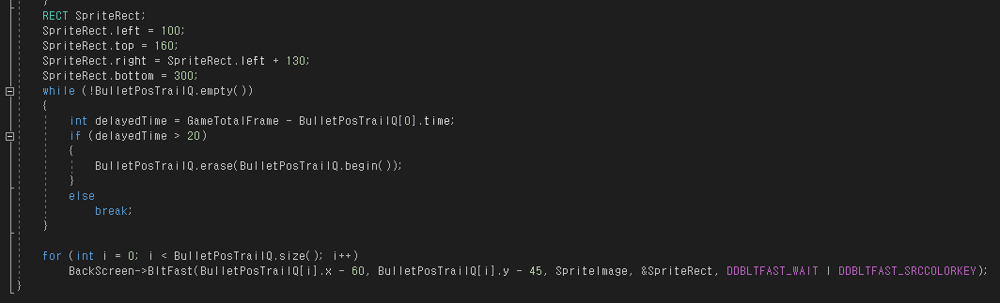 }
RECT SpriteRect;
SpriteRect.left = 100;
SpriteRect.top = 160;
SpriteRect.right = SpriteRect.left + 130;
SpriteRect.bottom = 300;
while (!BulletPosTrailQ.empty())
{
int delayedTime = GameTotalFrame - BulletPosTrailQ[0].time;
if (delayedTime > 20)
{
BulletPosTrailQ.erase(BulletPosTrailQ.begin());
}
else
break;
}
for (int i = 0; i < BulletPosTrailQ.size(); i++)
BackScreen->BltFast(BulletPosTrailQ[i].x - 60, BulletPosTrailQ[i].y - 45, SpriteImage, &SpriteRect, DDBLTFAST_WAIT | DDBLTFAST_SRCCOLORKEY);
}